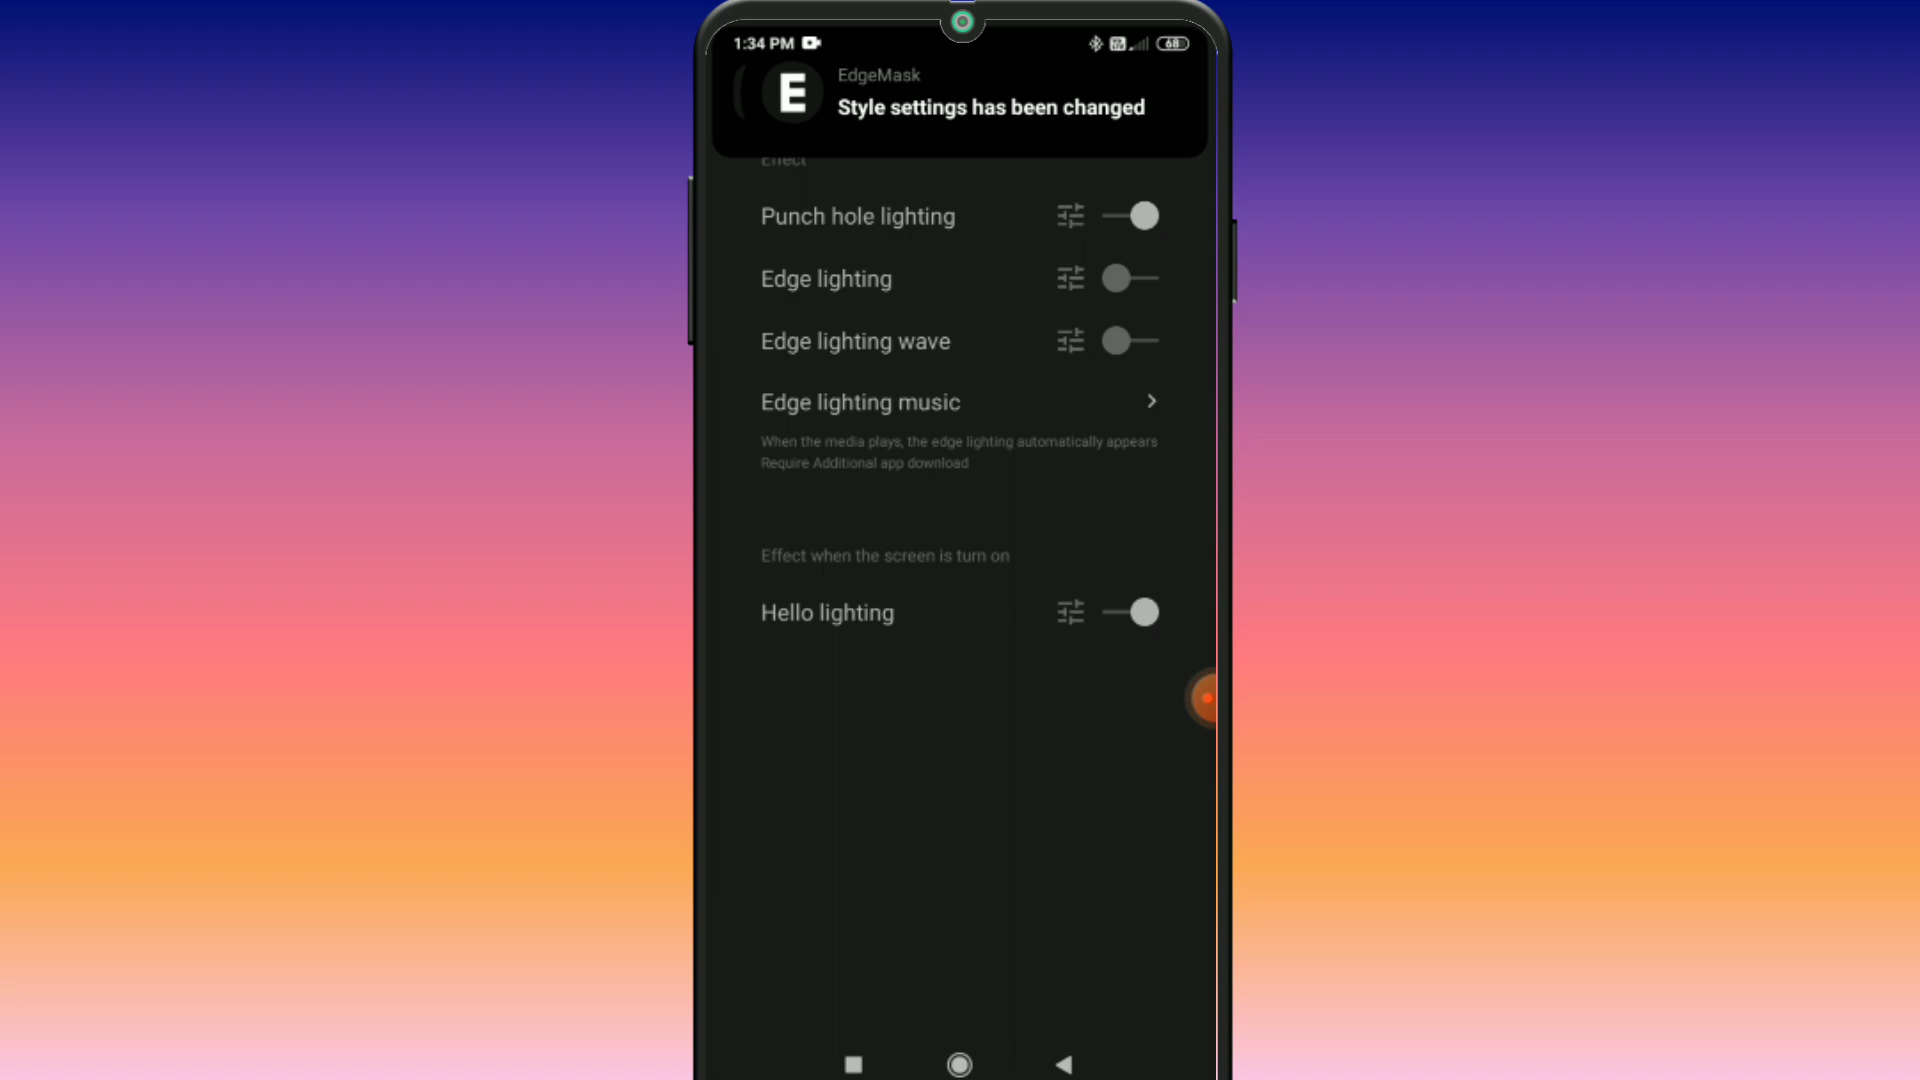 1:34 PM
68
E
EdgeMask
Style settings has been changed
Effect
Punch hole lighting
Edge lighting
Edge lighting wave
Edge lighting music
When the media plays, the edge lighting automatically appears
Require Additional app download
Effect when the screen is turn on
Hello lighting